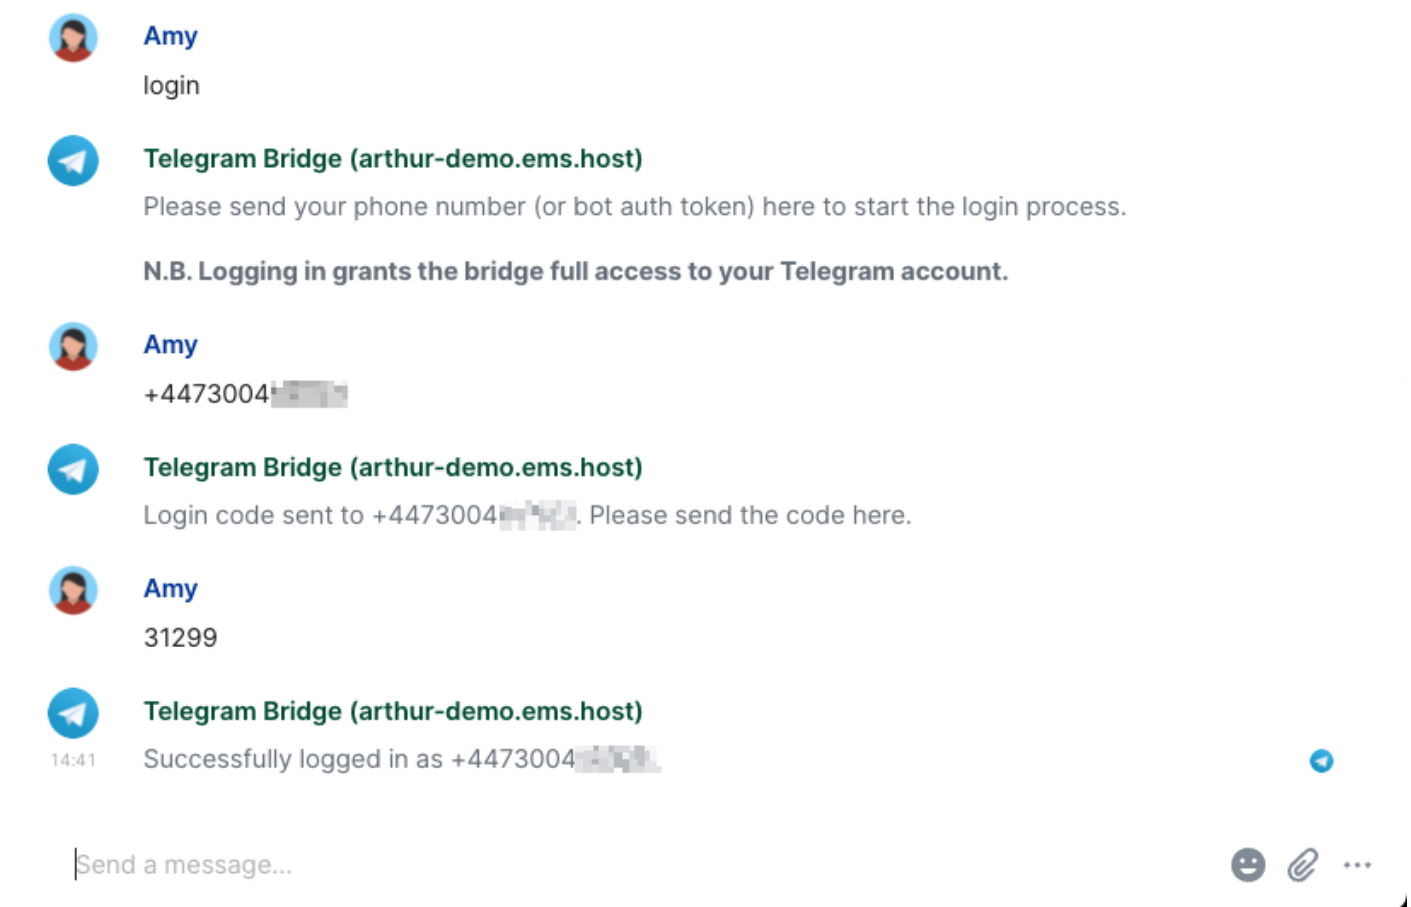 Amy
login
Telegram Bridge (arthur-demo.ems.host)
Please send your phone number (or bot auth token) here to start the login process.
N.B. Logging in grants the bridge full access to your Telegram account.
Amy
+4473004
Telegram Bridge (arthur-demo.ems.host)
Login code sent to +4473004 . Please send the code here.
Amy
31299
Telegram Bridge (arthur-demo.ems.host)
14:41 Successfully logged in as +4473004
Send a message...